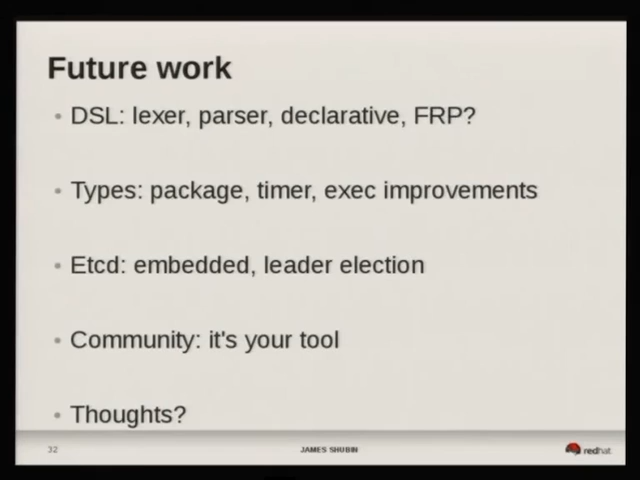 Future work
• DSL: lexer, parser, declarative, FRP?
• Types: package, timer, exec improvements
• Etcd: embedded, leader election
• Community: it's your tool
• Thoughts?
32
JAMES SHUBIN
redhat.